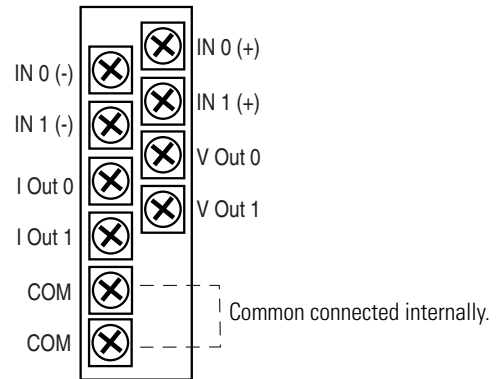 IN 0 (+)
IN 0 (-)
IN 1 (+)
IN 1 (-)
V Out 0
I Out 0
V Out 1
I Out 1
COM
Common connected internally.
COM